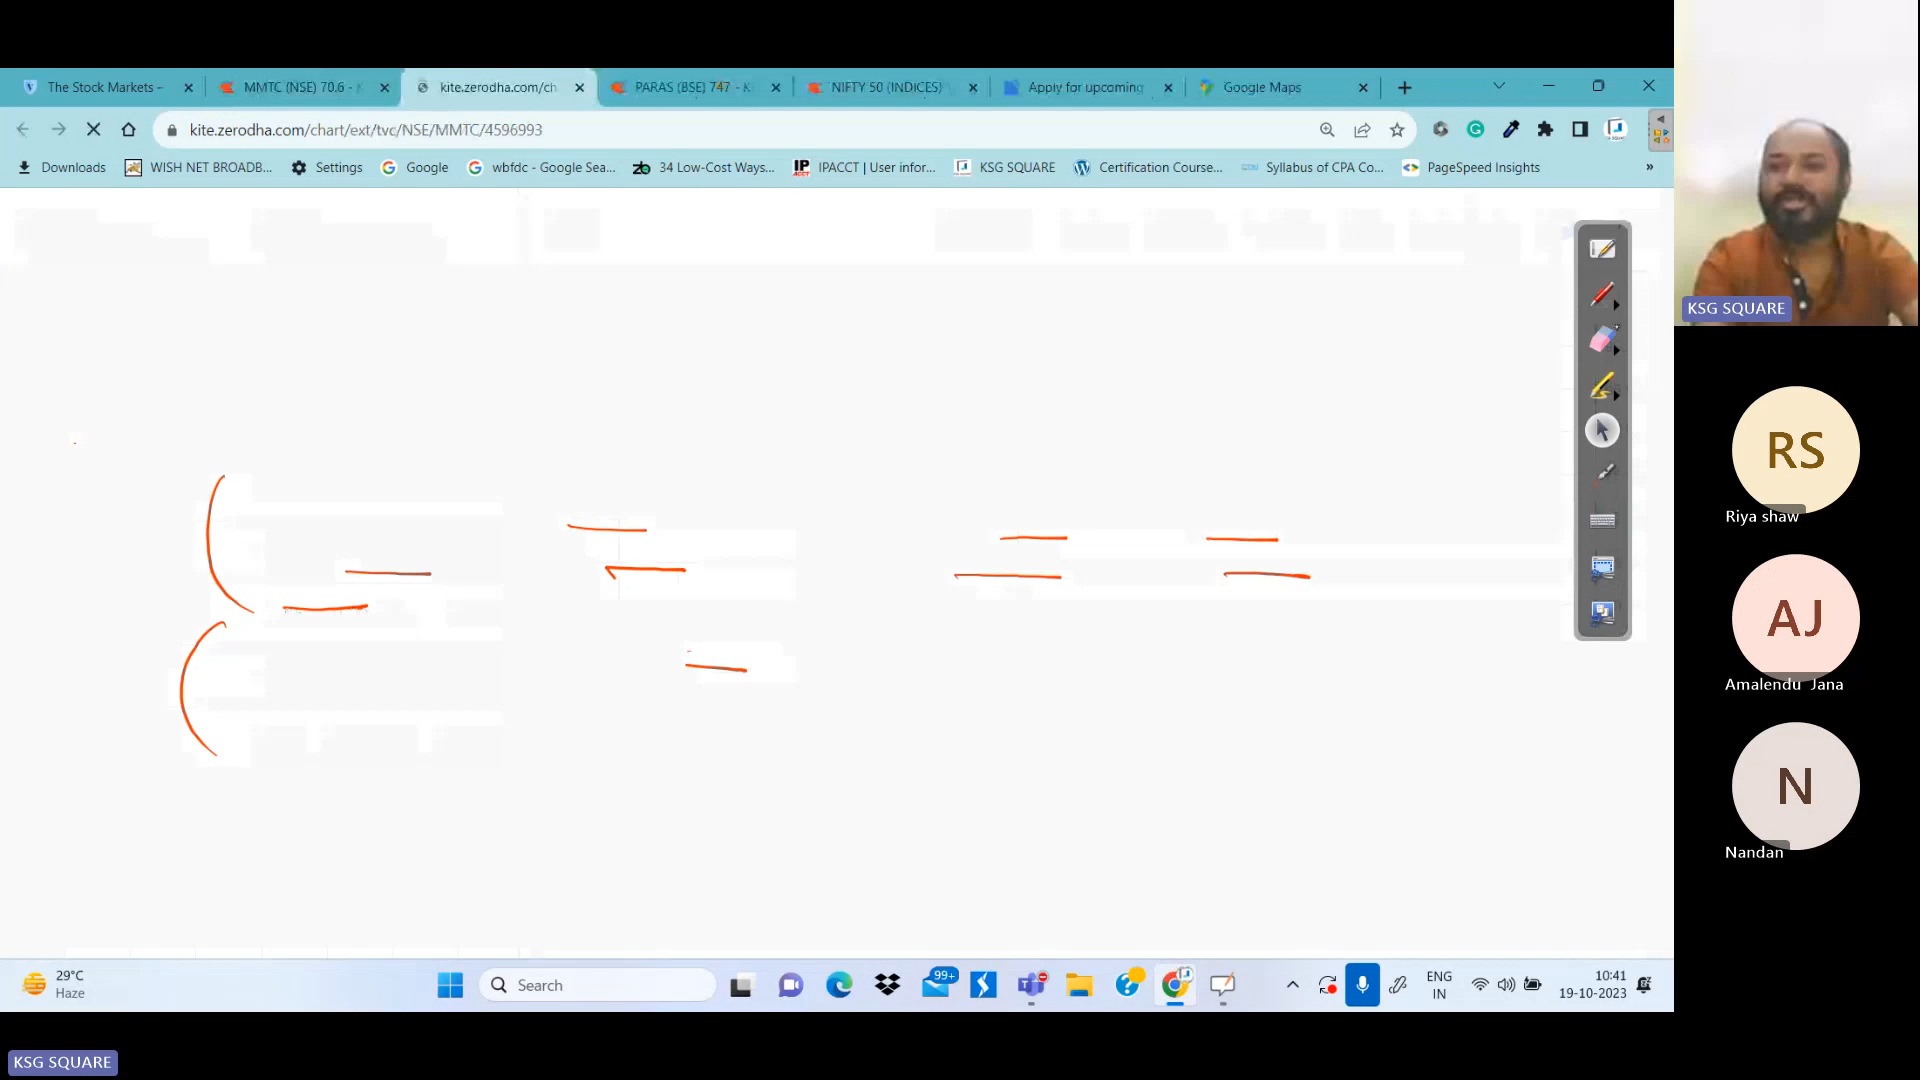 The Stock Markets –
MMTC (NSE) 70.6 - K
kite.zerodha.com/ch
PARAS (BSE) 747 - K
NIFTY 50 (INDICES)
Apply for upcoming
Google Maps
kite.zerodha.com/chart/ext/tvc/NSE/MMTC/4596993
Downloads
WISH NET BROADB...
Settings
Google
wbfdc - Google Sea...
34 Low-Cost Ways...
IPACCT | User infor...
KSG SQUARE
Certification Course...
Syllabus of CPA Co...
PageSpeed Insights
»
KSG SQUARE
RS
Riya shaw
AJ
Amalendu Jana
N
Nandan
29°C
Haze
Search
99+
ENG
IN
10:41
19-10-2023
KSG SQUARE